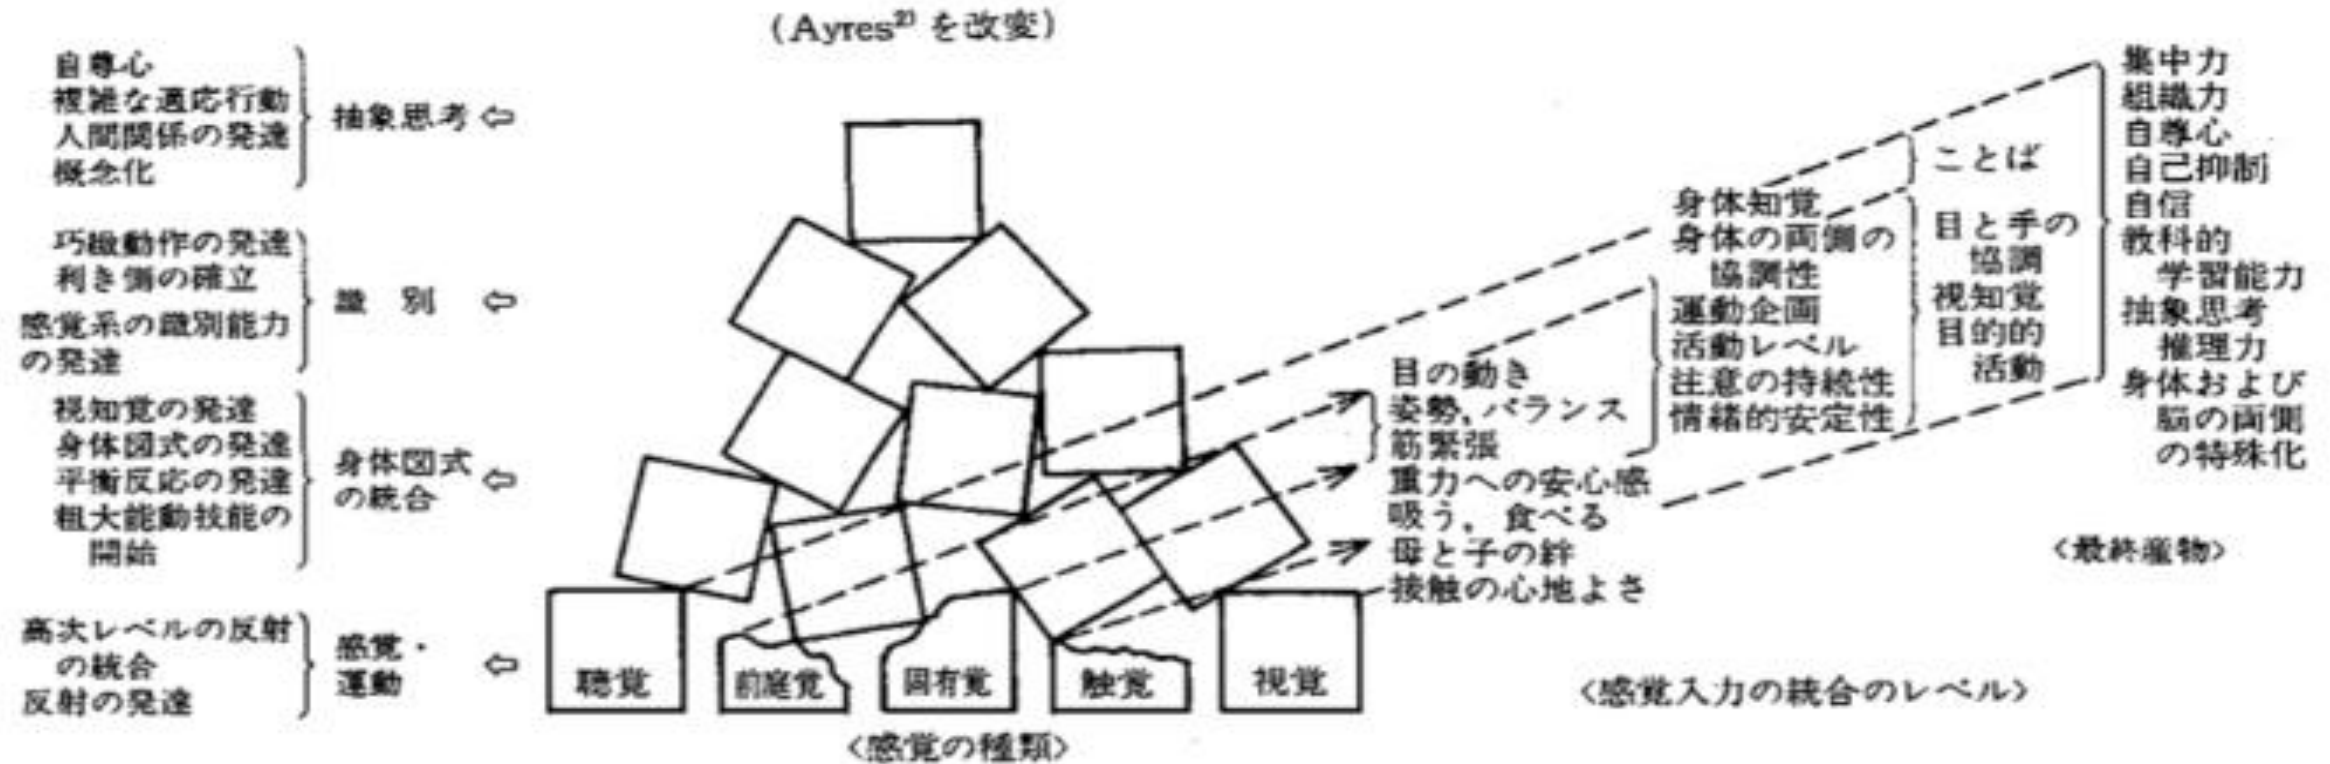 (Ayres²⁾ を改変)
自尊心
複雑な適応行動
人間関係の発達
概念化
抽象思考⇦
巧緻動作の発達
利き側の確立
感覚系の識別能力
の発達
識 別 ⇦
視知覚の発達
身体図式の発達
平衡反応の発達
粗大能動技能の
開始
身体図式
の統合 ⇦
高次レベルの反射
の統合
反射の発達
感覚・
運動 ⇦
聴覚
前庭覚
固有覚
触覚
視覚
〈感覚の種類〉
目の動き
姿勢,バランス
筋緊張
重力への安心感
吸う,食べる
母と子の絆
接触の心地よさ
身体知覚
身体の両側の
協調性
運動企画
活動レベル
注意の持続性
情緒的安定性
ことば
目と手の
協調
視知覚
目的的
活動
〈感覚入力の統合のレベル〉
集中力
組織力
自尊心
自己抑制
自信
教科的
学習能力
抽象思考
推理力
身体および
脳の両側
の特殊化
〈最終産物〉